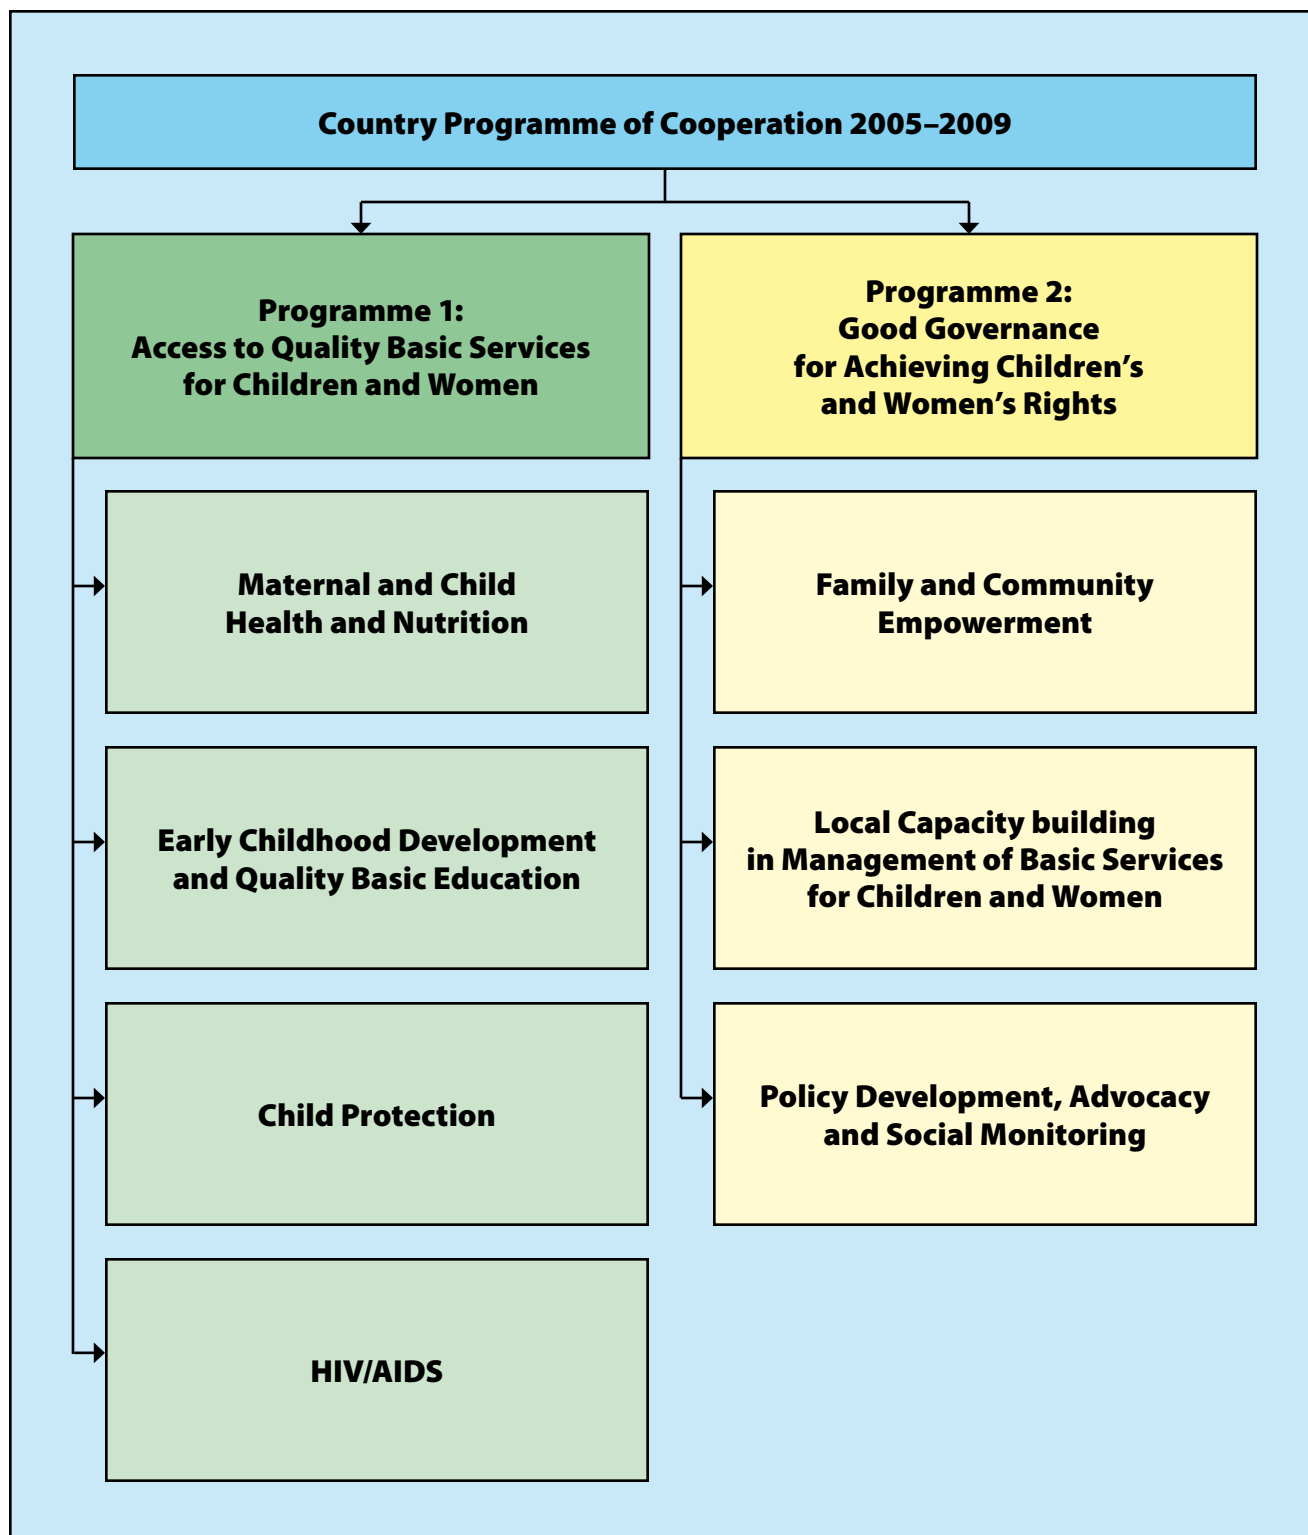 Country Programme of Cooperation 2005–2009
Programme 1:
Access to Quality Basic Services
for Children and Women
Maternal and Child
Health and Nutrition
Early Childhood Development
and Quality Basic Education
Child Protection
HIV/AIDS
Programme 2:
Good Governance
for Achieving Children’s
and Women’s Rights
Family and Community
Empowerment
Local Capacity building
in Management of Basic Services
for Children and Women
Policy Development, Advocacy
and Social Monitoring